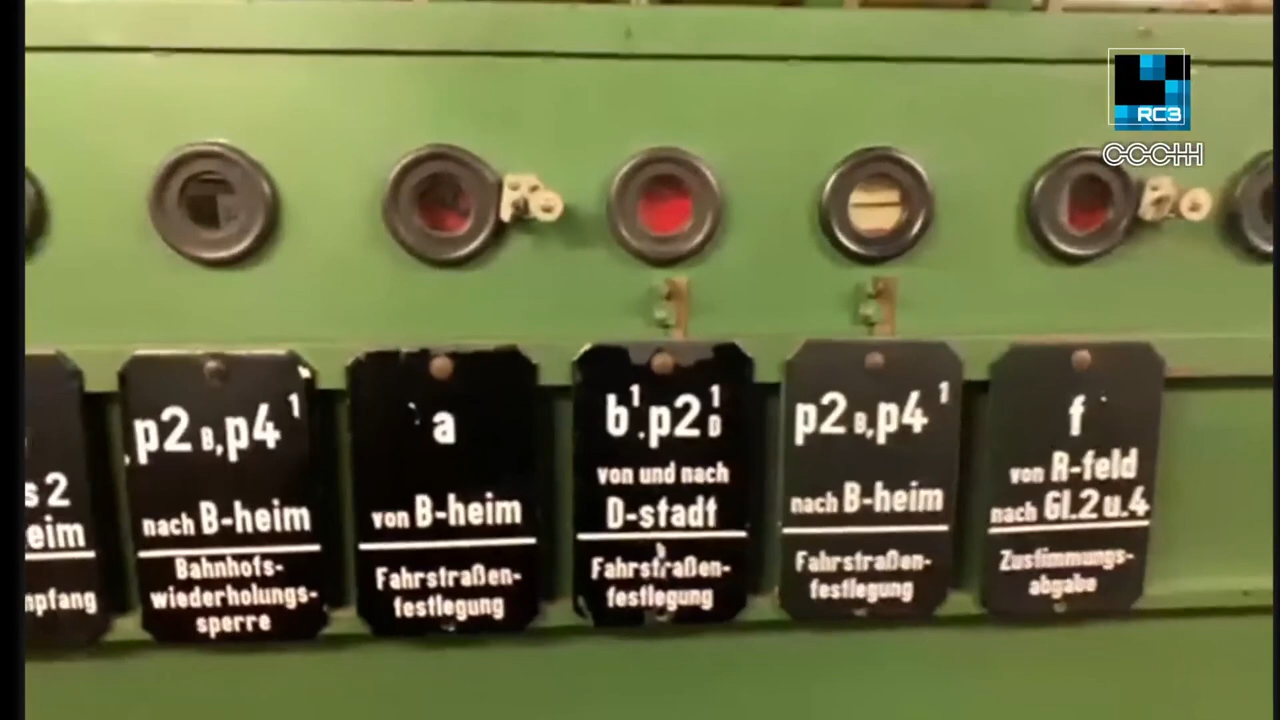 RC3
CCCHH
s2
eim
mpfang
p2 B, p4 1
nach B-heim
Bahnhofs-
wiederholungs-
sperre
a
von B-heim
Fahrstraßen-
festlegung
b1. p2 1 D
von und nach
D-stadt
Fahrstraßen-
festlegung
p2 B, p4 1
nach B-heim
Fahrstraßen-
festlegung
f
von R-feld
nach Gl.2 u.4
Zustimmungs-
abgabe